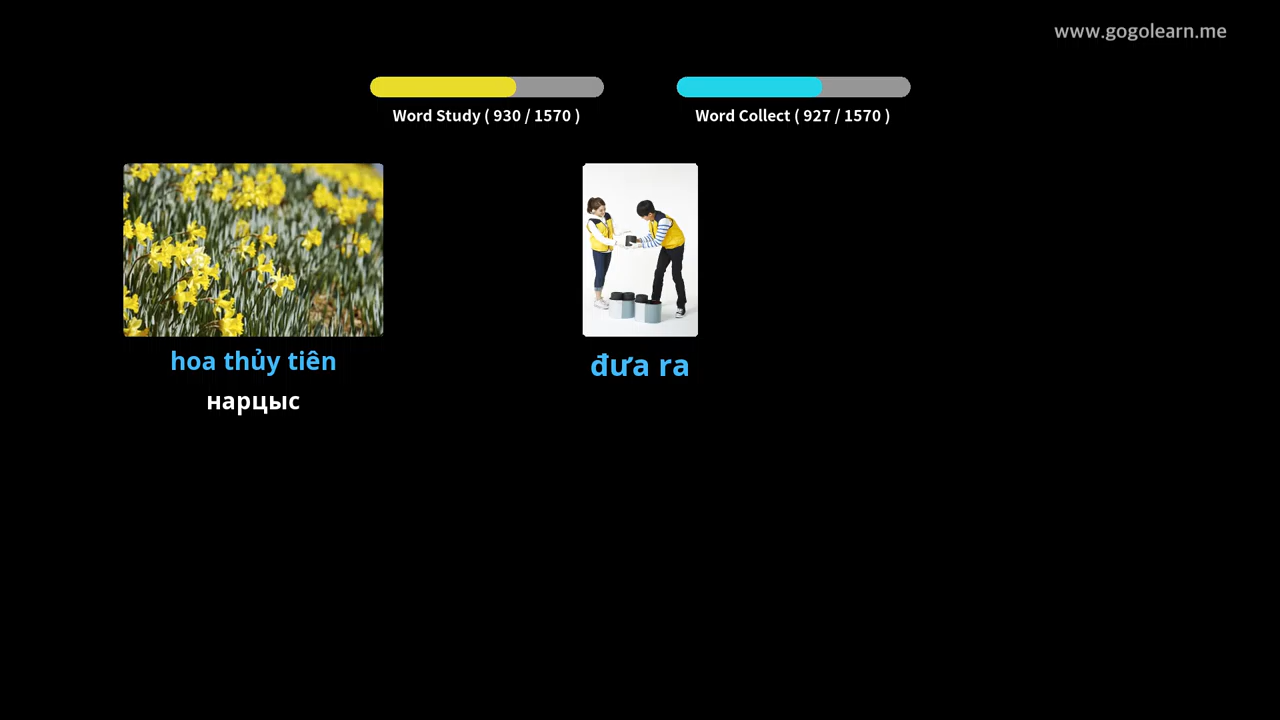 www.gogolearn.me
Word Study ( 930 / 1570 )
Word Collect ( 927 / 1570 )
hoa thủy tiên
нарцыс
đưa ra